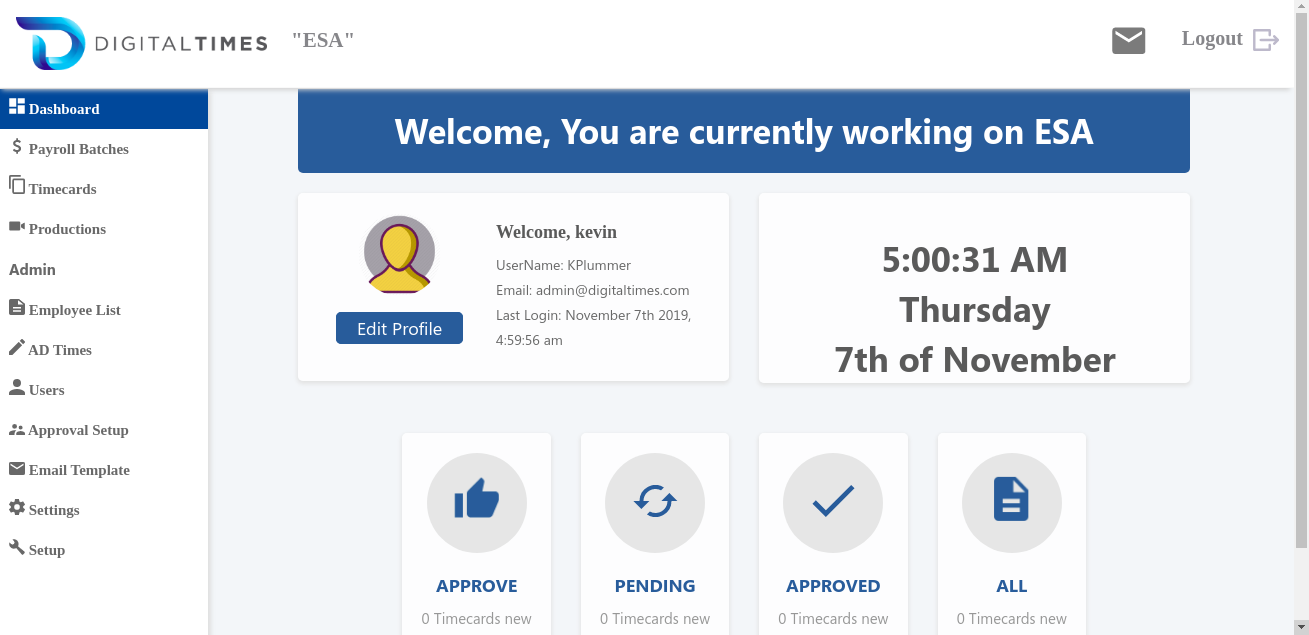 DIGITALTIMES
"ESA"
Logout
Dashboard
Payroll Batches
Timecards
Productions
Admin
Employee List
AD Times
Users
Approval Setup
Email Template
Settings
Setup
Welcome, You are currently working on ESA
Welcome, kevin
UserName: KPlummer
Email: admin@digitaltimes.com
Last Login: November 7th 2019,
4:59:56 am
Edit Profile
5:00:31 AM
Thursday
7th of November
APPROVE
0 Timecards new
PENDING
0 Timecards new
APPROVED
0 Timecards new
ALL
0 Timecards new